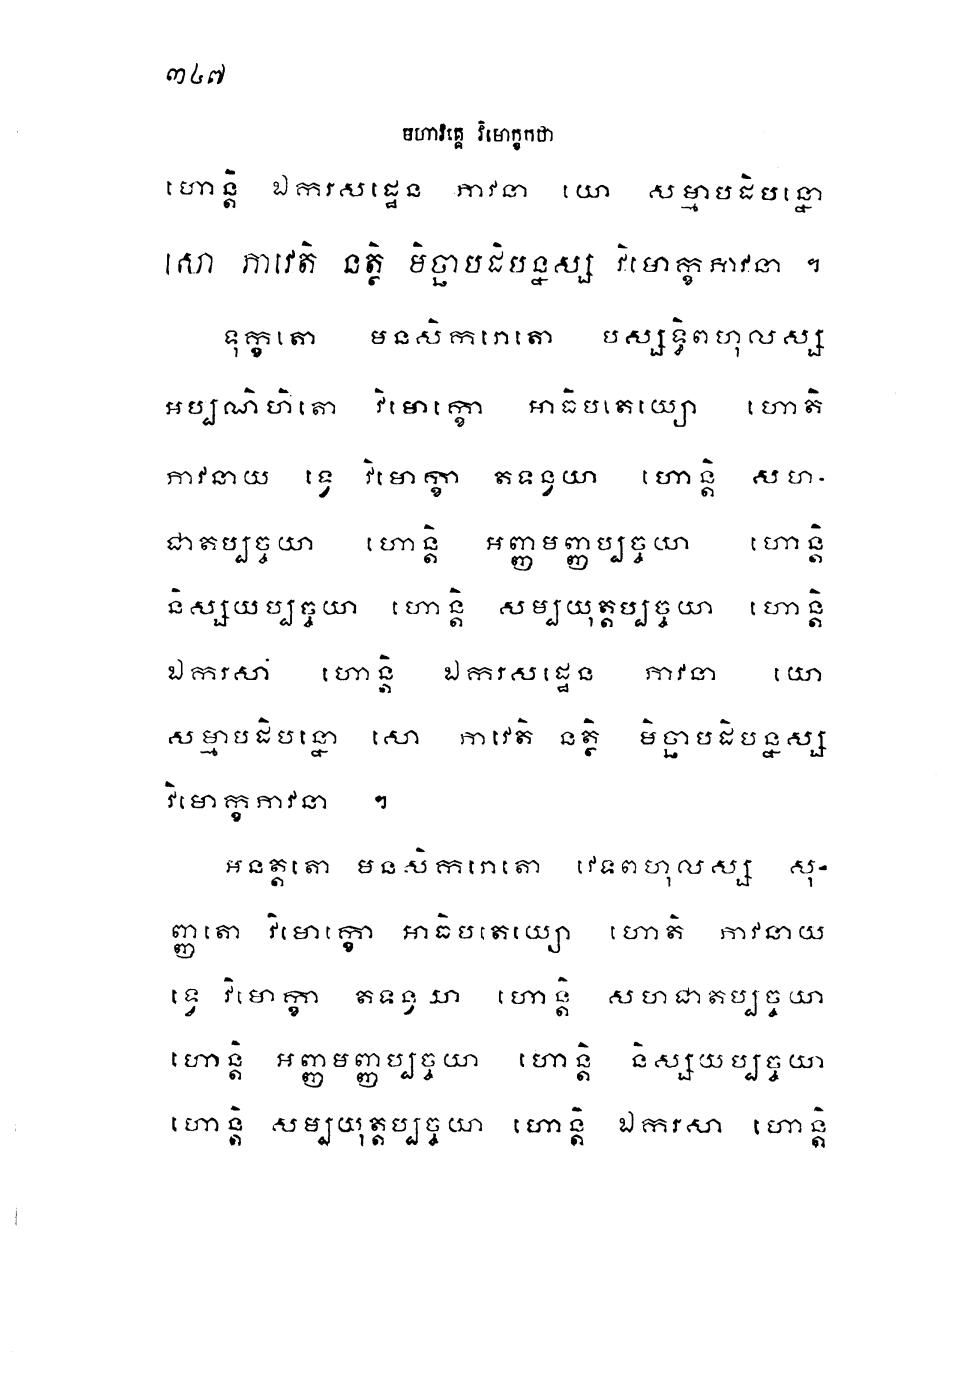 ៣៤៧
មហាវគ្គេ វិមោក្ខកថា
ហោន្តិ ឯករសដ្ឋេន ភាវនា យោ សម្មាបដិបន្នោ
សោ ភាវេតិ នត្ថិ មិច្ឆាបដិបន្នស្ស វិមោក្ខភាវនា ។
ទុក្ខតោ មនសិករោតោ បស្សទ្ធិពហុលស្ស
អប្បណិហិតោ វិមោក្ខោ អាធិបតេយ្យោ ហោតិ
ភាវនាយ ទ្វេ វិមោក្ខា តទន្វយា ហោន្តិ សហ-
ជាតប្បច្ចយា ហោន្តិ អញ្ញមញ្ញប្បច្ចយា ហោន្តិ
និស្សយប្បច្ចយា ហោន្តិ សម្បយុត្តប្បច្ចយា ហោន្តិ
ឯករសា ហោន្តិ ឯករសដ្ឋេន ភាវនា យោ
សម្មាបដិបន្នោ សោ ភាវេតិ នត្ថិ មិច្ឆាបដិបន្នស្ស
វិមោក្ខភាវនា ។
អនត្តតោ មនសិករោតោ វេទពហុលស្ស សុ-
ញ្ញតោ វិមោក្ខោ អាធិបតេយ្យោ ហោតិ ភាវនាយ
ទ្វេ វិមោក្ខា តទន្វយា ហោន្តិ សហជាតប្បច្ចយា
ហោន្តិ អញ្ញមញ្ញប្បច្ចយា ហោន្តិ និស្សយប្បច្ចយា
ហោន្តិ សម្បយុត្តប្បច្ចយា ហោន្តិ ឯករសា ហោន្តិ